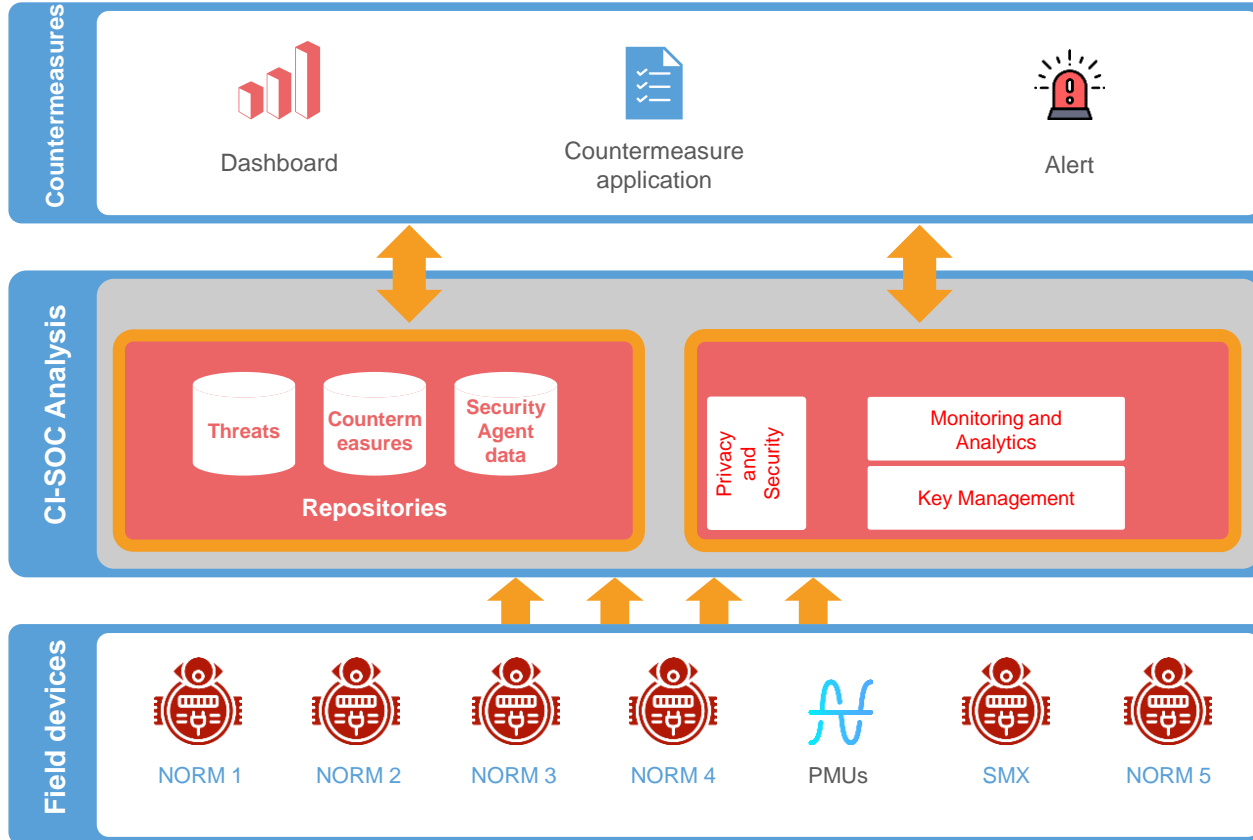 Countermeasures
Dashboard
Countermeasure
application
Alert
CI-SOC Analysis
Threats
Counterm
easures
Security
Agent
data
Repositories
Privacy
and
Security
Monitoring and
Analytics
Key Management
Field devices
NORM 1
NORM 2
NORM 3
NORM 4
PMUs
SMX
NORM 5